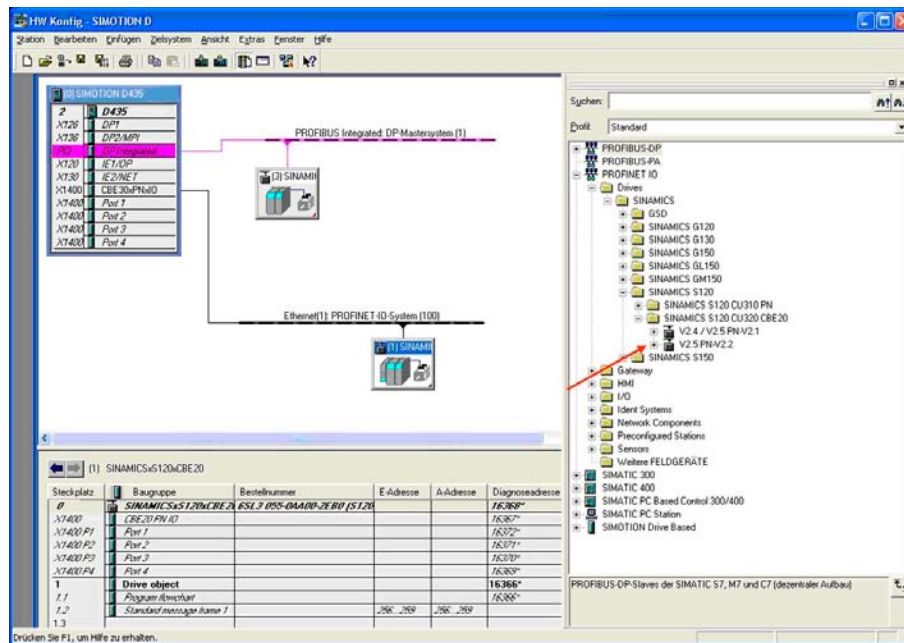 HW Konfig - SIMOTION D
Station Bearbeiten Einfügen Zielsystem Ansicht Extras Fenster Hilfe
(0) SIMOTION D435
2 D435
X126 DP1
X136 DP2/MPI
PCI DP Integrated
X120 IE1/OP
X130 IE2/NET
X1400 CBE30xPNxIO
X1400 Port 1
X1400 Port 2
X1400 Port 3
X1400 Port 4
PROFIBUS Integrated: DP-Mastersystem (1)
(3) SINAMI
Ethernet(1): PROFINET-IO-System (100)
(1) SINAMI
Suchen:
Profil: Standard
PROFIBUS-DP
PROFIBUS-PA
PROFINET IO
Drives
SINAMICS
GSD
SINAMICS G120
SINAMICS G130
SINAMICS G150
SINAMICS GL150
SINAMICS GM150
SINAMICS S120
SINAMICS S120 CU310 PN
SINAMICS S120 CU320 CBE20
V2.4 / V2.5 PN-V2.1
V2.5 PN-V2.2
SINAMICS S150
Gateway
HMI
I/O
Ident Systems
Network Components
Preconfigured Stations
Sensors
Weitere FELDGERÄTE
SIMATIC 300
SIMATIC 400
SIMATIC PC Based Control 300/400
SIMATIC PC Station
SIMOTION Drive Based
PROFIBUS-DP-Slaves der SIMATIC S7, M7 und C7 (dezentraler Aufbau)
(1) SINAMICSxS120xCBE20
Steckplatz Baugruppe Bestellnummer E-Adresse A-Adresse Diagnoseadresse
0 SINAMICSxS120xCBE2 6SL3 055-0AA00-2EB0 (S120 16368*
X1400 CBE20 PN IO 16367*
X1400 P1 Port 1 16372*
X1400 P2 Port 2 16371*
X1400 P3 Port 3 16370*
X1400 P4 Port 4 16369*
1 Drive object 16366*
1.1 Program flowchart 16366*
1.2 Standard message frame 1 256...259 256...259
1.3
Drücken Sie F1, um Hilfe zu erhalten.